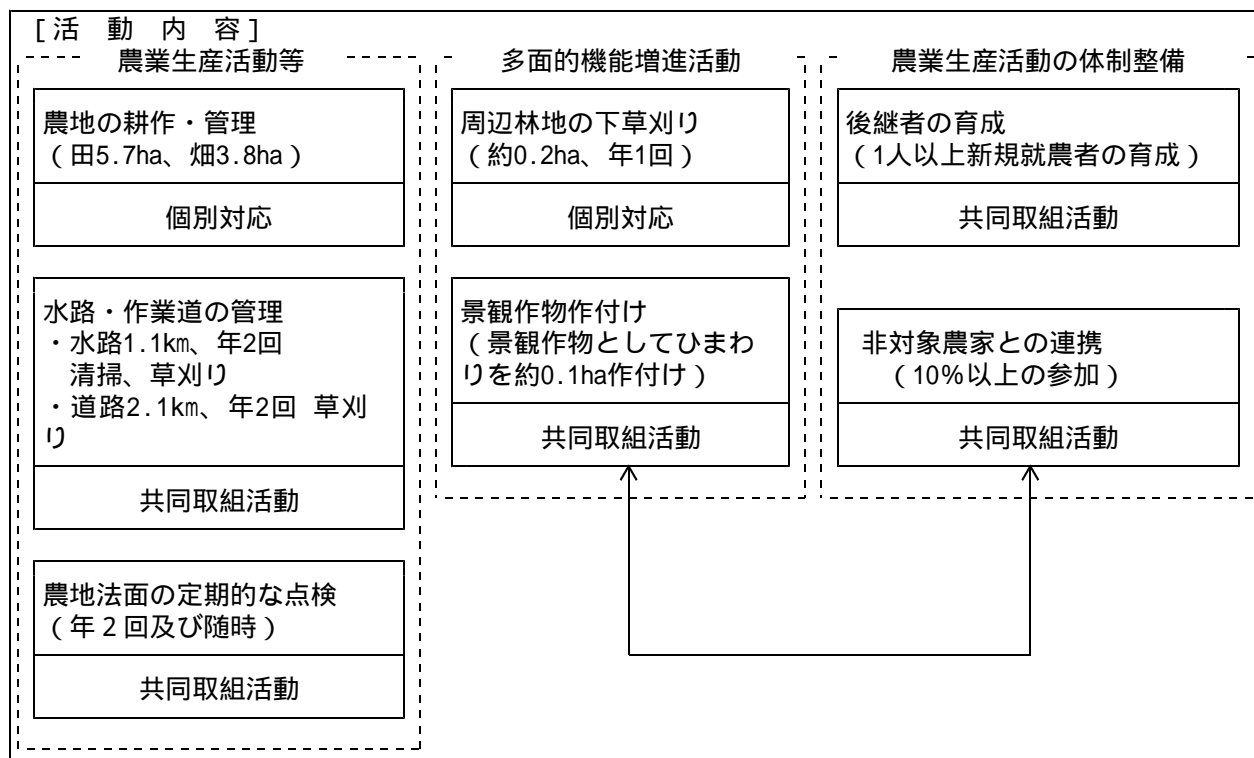 [活 動 内 容]
農業生産活動等
農地の耕作・管理
(田5.7ha、畑3.8ha)
個別対応
水路・作業道の管理
・水路1.1km、年2回
清掃、草刈り
・道路2.1km、年2回 草刈
り
共同取組活動
農地法面の定期的な点検
(年2回及び随時)
共同取組活動
多面的機能増進活動
周辺林地の下草刈り
(約0.2ha、年1回)
個別対応
景観作物作付け
(景観作物としてひまわ
りを約0.1ha作付け)
共同取組活動
農業生産活動の体制整備
後継者の育成
(1人以上新規就農者の育成)
共同取組活動
非対象農家との連携
(10%以上の参加)
共同取組活動